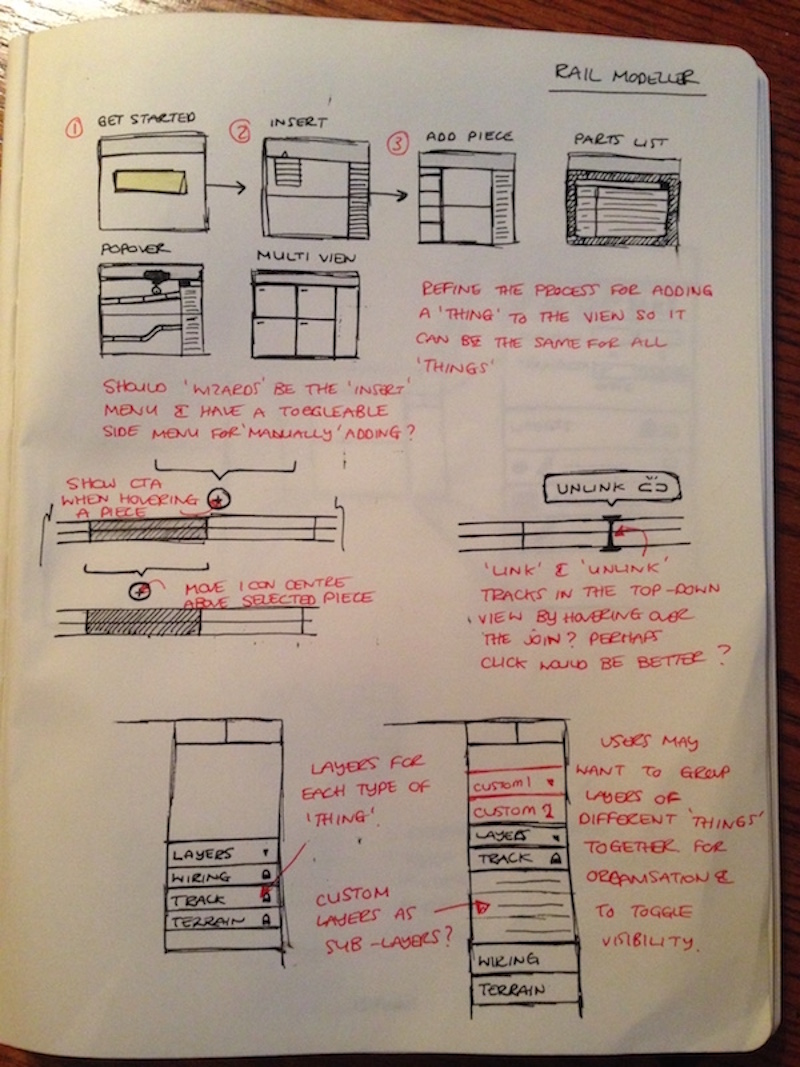 RAIL MODELLER
1 GET STARTED
2 INSERT
3 ADD PIECE
PARTS LIST
POPOVER
MULTI VIEW
REFINE THE PROCESS FOR ADDING
A 'THING' TO THE VIEW SO IT
CAN BE THE SAME FOR ALL
'THINGS'
SHOULD 'WIZARDS' BE THE 'INSERT'
MENU & HAVE A TOGGLEABLE
SIDE MENU FOR 'MANUALLY' ADDING?
SHOW CTA
WHEN HOVERING
A PIECE
+
MOVE ICON CENTRE
ABOVE SELECTED PIECE
+
UNLINK
'LINK' & 'UNLINK'
TRACKS IN THE TOP-DOWN
VIEW BY HOVERING OVER
THE JOIN? PERHAPS
CLICK WOULD BE BETTER?
LAYERS
WIRING
TRACK
TERRAIN
LAYERS FOR
EACH TYPE OF
'THING'.
CUSTOM
LAYERS AS
SUB-LAYERS?
CUSTOM 1
CUSTOM 2
LAYERS
TRACK
WIRING
TERRAIN
USERS MAY
WANT TO GROUP
LAYERS OF
DIFFERENT 'THINGS'
TOGETHER FOR
ORGANISATION &
TO TOGGLE
VISIBILITY.